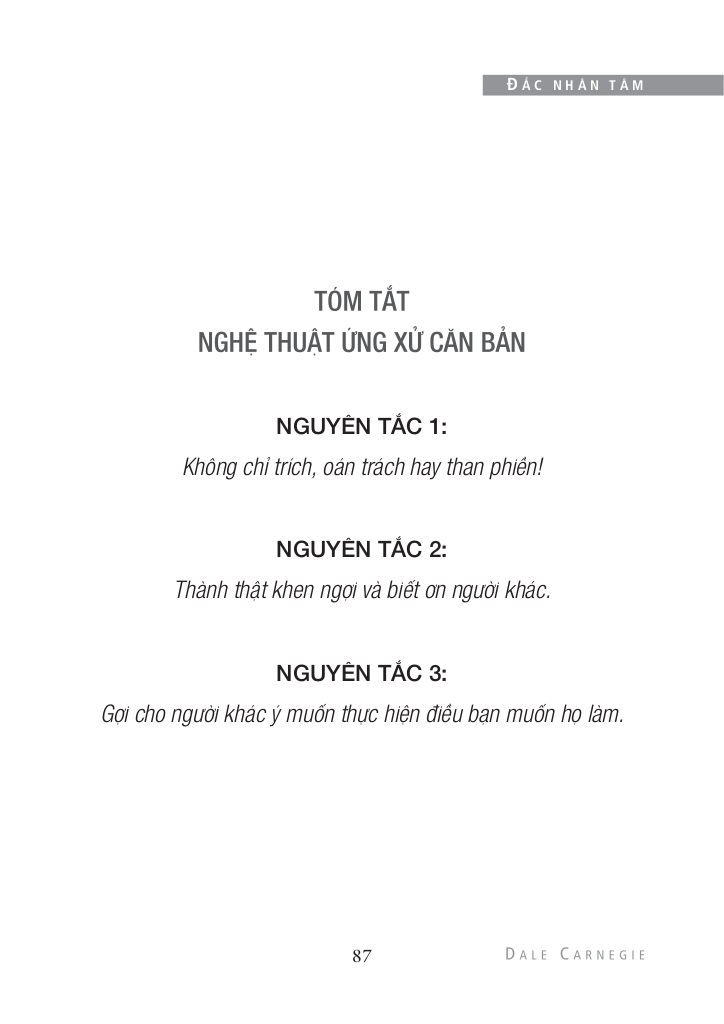 ĐẮC NHÂN TÂM
TÓM TẮT
NGHỆ THUẬT ỨNG XỬ CĂN BẢN
NGUYÊN TẮC 1:
Không chỉ trích, oán trách hay than phiền!
NGUYÊN TẮC 2:
Thành thật khen ngợi và biết ơn người khác.
NGUYÊN TẮC 3:
Gợi cho người khác ý muốn thực hiện điều bạn muốn họ làm.
87
DALE CARNEGIE